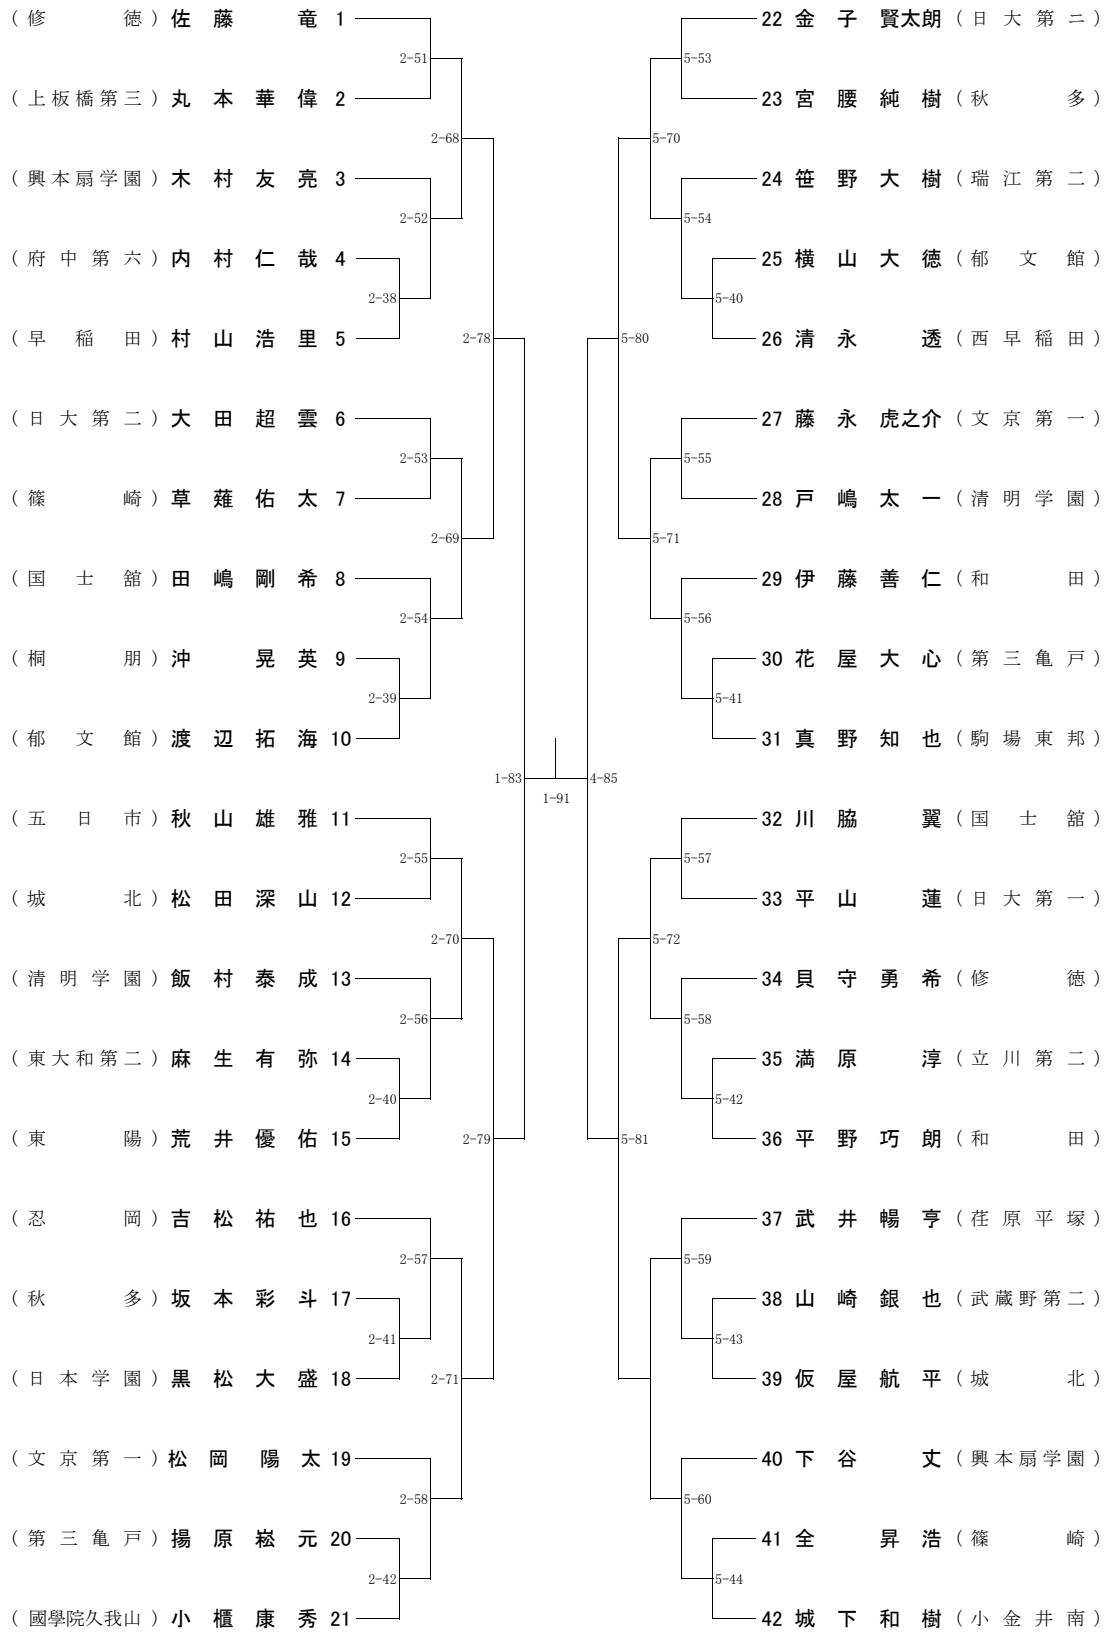 （修徳）佐藤竜 1
2-51
（上板橋第三）丸本華偉 2
2-68
（興本扇学園）木村友亮 3
2-52
（府中第六）内村仁哉 4
2-38
（早稲田）村山浩里 5
2-78
（日大第二）大田超雲 6
2-53
（篠崎）草薙佑太 7
2-69
（国士舘）田嶋剛希 8
2-54
（桐朋）沖晃英 9
2-39
（郁文館）渡辺拓海 10
1-83
（五日市）秋山雄雅 11
2-55
（城北）松田深山 12
2-70
（清明学園）飯村泰成 13
2-56
（東大和第二）麻生有弥 14
2-40
（東陽）荒井優佑 15
2-79
（忍岡）吉松祐也 16
2-57
（秋多）坂本彩斗 17
2-41
（日本学園）黒松大盛 18
2-71
（文京第一）松岡陽太 19
2-58
（第三亀戸）揚原崧元 20
2-42
（國學院久我山）小櫃康秀 21
1-91
22 金子賢太朗（日大第ニ）
5-53
23 宮腰純樹（秋多）
5-70
24 笹野大樹（瑞江第二）
5-54
25 横山大徳（郁文館）
5-40
26 清永透（西早稲田）
5-80
27 藤永虎之介（文京第一）
5-55
28 戸嶋太一（清明学園）
5-71
29 伊藤善仁（和田）
5-56
30 花屋大心（第三亀戸）
5-41
31 真野知也（駒場東邦）
4-85
32 川脇翼（国士舘）
5-57
33 平山蓮（日大第一）
5-72
34 貝守勇希（修徳）
5-58
35 満原淳（立川第二）
5-42
36 平野巧朗（和田）
5-81
37 武井暢亨（荏原平塚）
5-59
38 山崎銀也（武蔵野第二）
5-43
39 仮屋航平（城北）
40 下谷丈（興本扇学園）
5-60
41 全昇浩（篠崎）
5-44
42 城下和樹（小金井南）